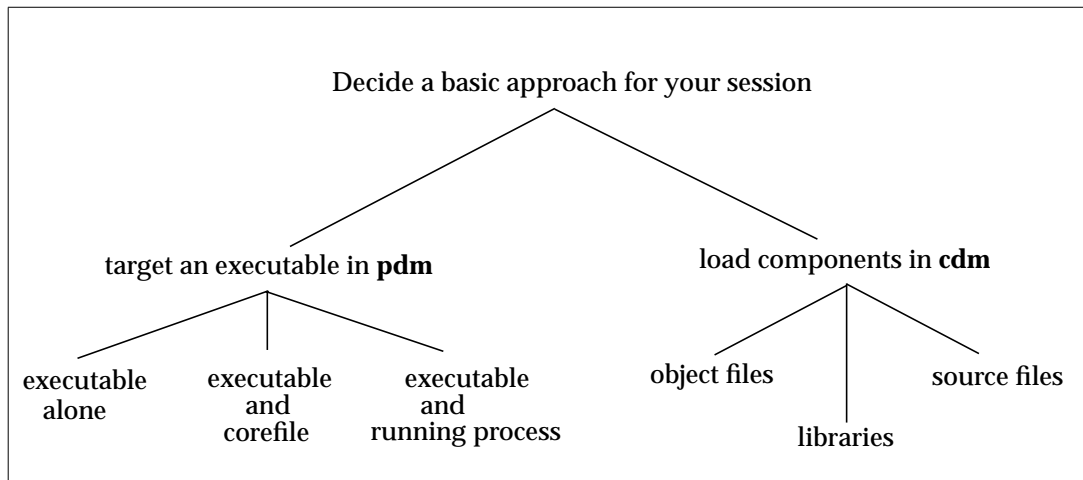 Decide a basic approach for your session
target an executable in pdm
load components in cdm
executable
alone
executable
and
corefile
executable
and
running process
object files
libraries
source files